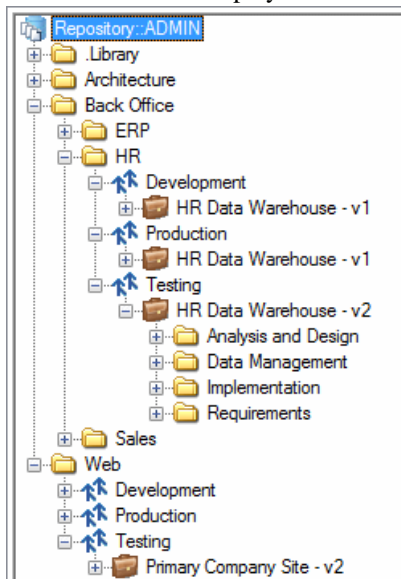 Repository::ADMIN
.Library
Architecture
Back Office
ERP
HR
Development
HR Data Warehouse - v1
Production
HR Data Warehouse - v1
Testing
HR Data Warehouse - v2
Analysis and Design
Data Management
Implementation
Requirements
Sales
Web
Development
Production
Testing
Primary Company Site - v2